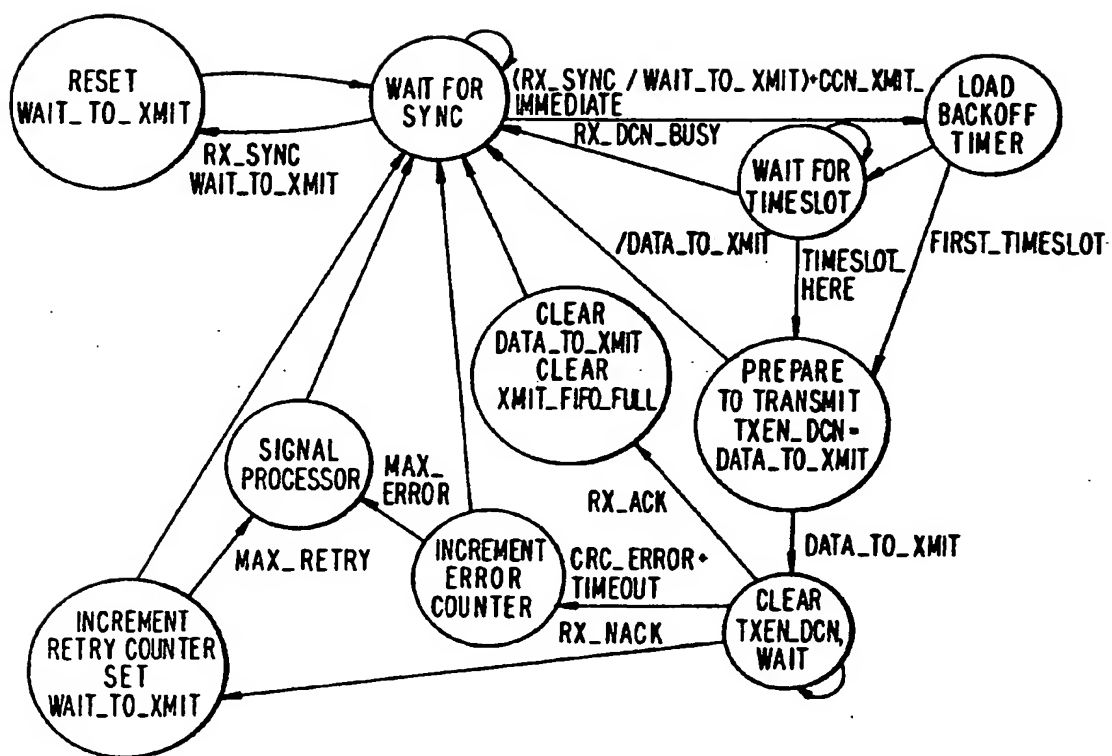 RESET
WAIT_TO_XMIT
WAIT FOR
SYNC
(RX_SYNC / WAIT_TO_XMIT)+CCN_XMIT_
IMMEDIATE
LOAD
BACKOFF
TIMER
RX_DCN_BUSY
RX_SYNC
WAIT_TO_XMIT
WAIT FOR
TIMESLOT
/DATA_TO_XMIT
TIMESLOT_
HERE
FIRST_TIMESLOT
CLEAR
DATA_TO_XMIT
CLEAR
XMIT_FIFO_FULL
PREPARE
TO TRANSMIT
TXEN_DCN=
DATA_TO_XMIT
SIGNAL
PROCESSOR
MAX_
ERROR
RX_ACK
DATA_TO_XMIT
MAX_RETRY
INCREMENT
ERROR
COUNTER
CRC_ERROR+
TIMEOUT
RX_NACK
CLEAR
TXEN_DCN,
WAIT
INCREMENT
RETRY COUNTER
SET
WAIT_TO_XMIT